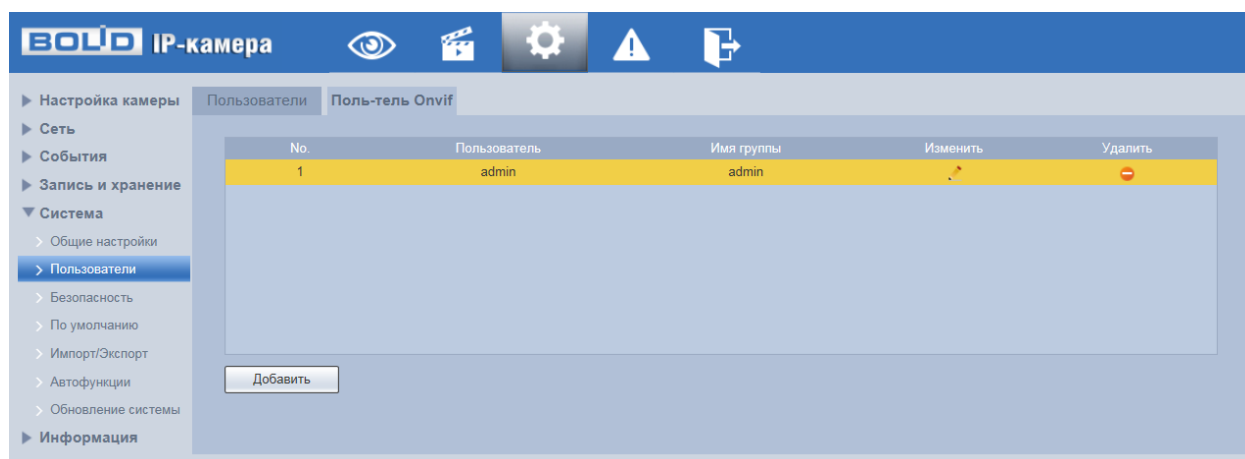 BOLID IP-камера
Настройка камеры
Сеть
События
Запись и хранение
Система
Общие настройки
Пользователи
Безопасность
По умолчанию
Импорт/Экспорт
Автофункции
Обновление системы
Информация
Пользователи Поль-тель Onvif
No. Пользователь Имя группы Изменить Удалить
1 admin admin
Добавить